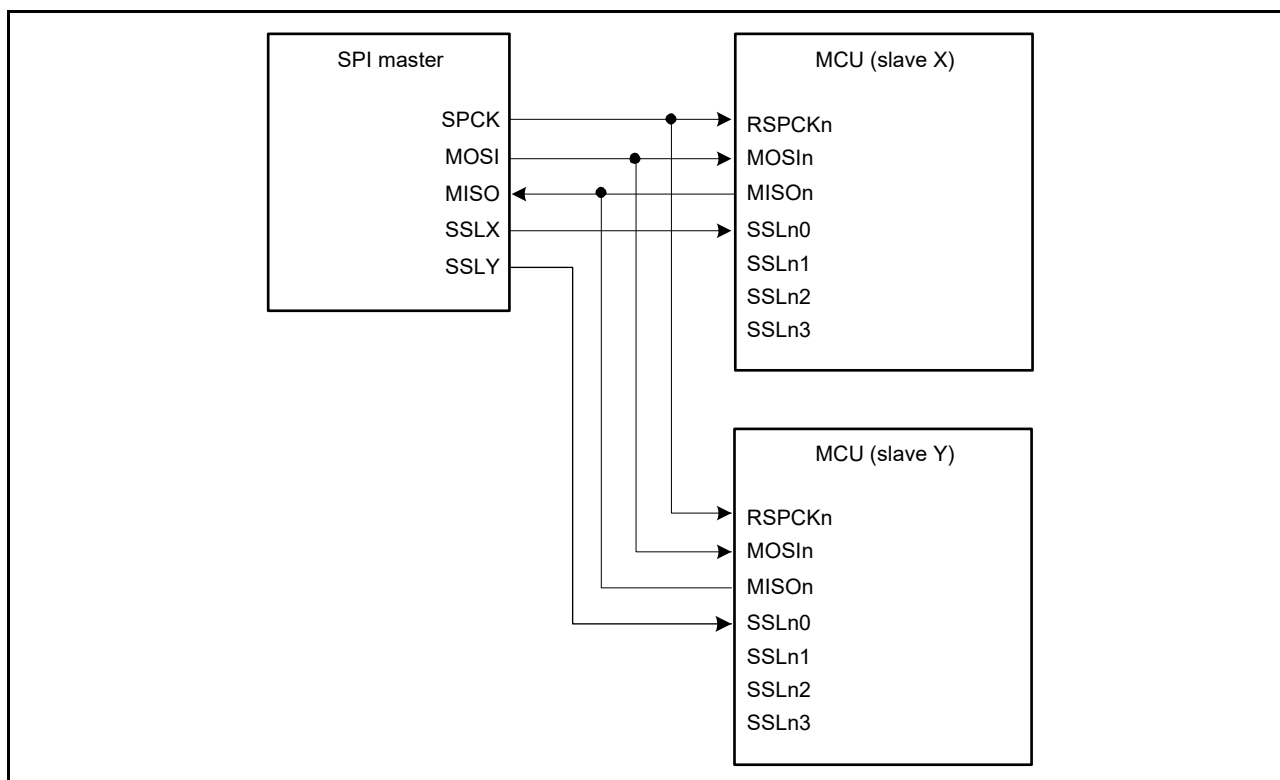 SPI master
SPCK
MOSI
MISO
SSLX
SSLY
MCU (slave X)
RSPCKn
MOSIn
MISOn
SSLn0
SSLn1
SSLn2
SSLn3
MCU (slave Y)
RSPCKn
MOSIn
MISOn
SSLn0
SSLn1
SSLn2
SSLn3